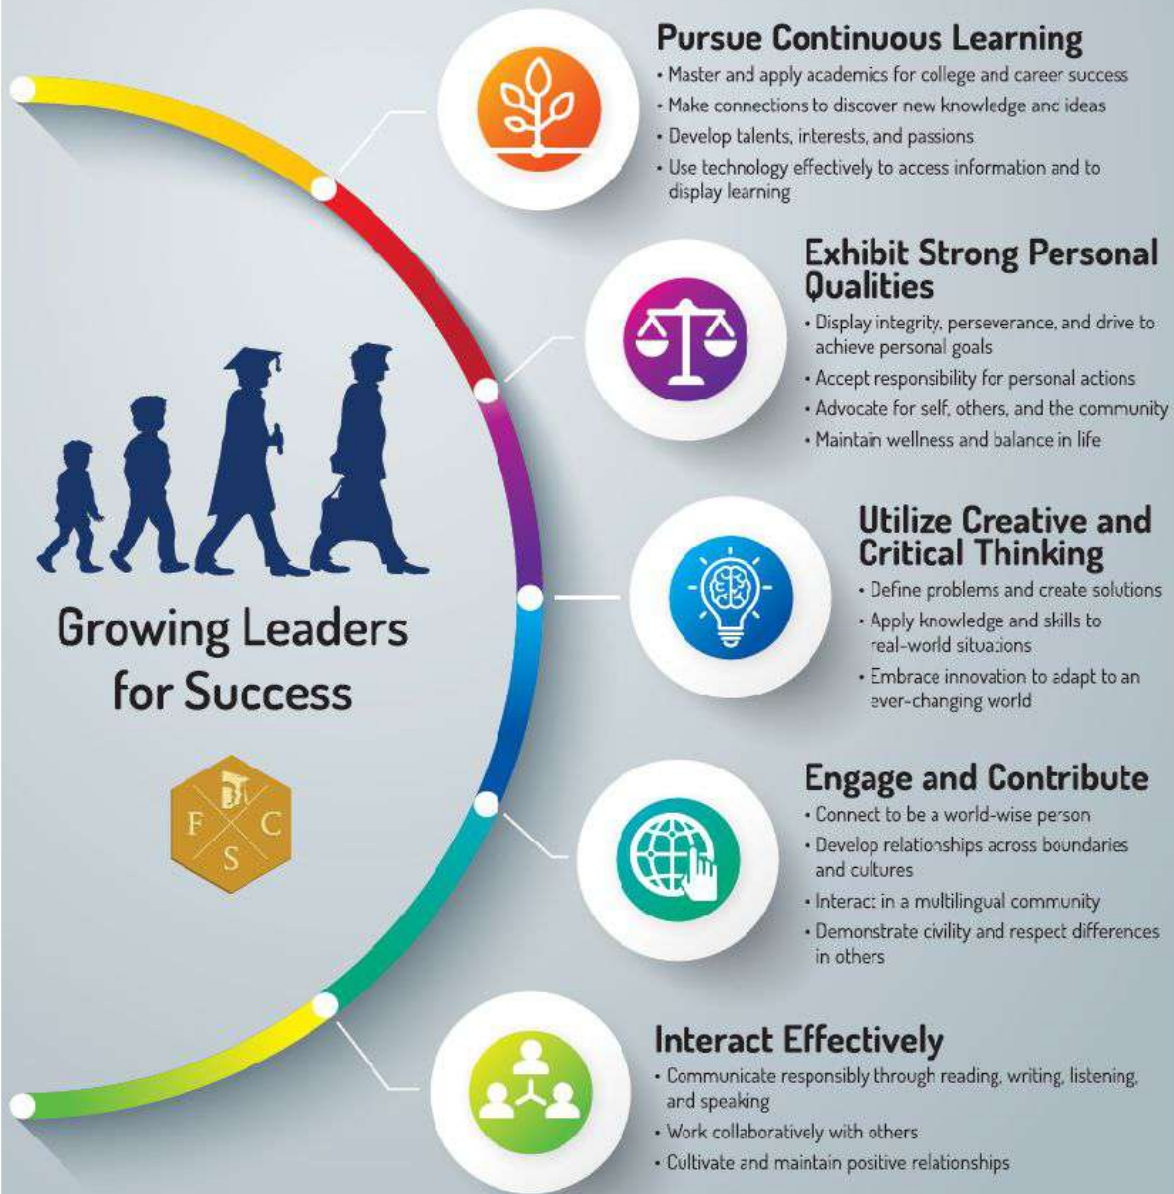 Pursue Continuous Learning
• Master and apply academics for college and career success
• Make connections to discover new knowledge and ideas
• Develop talents, interests, and passions
• Use technology effectively to access information and to
display learning
Exhibit Strong Personal
Qualities
• Display integrity, perseverance, and drive to
achieve personal goals
• Accept responsibility for personal actions
• Advocate for self, others, and the community
• Maintain wellness and balance in life
Growing Leaders
for Success
F C
S
Utilize Creative and
Critical Thinking
• Define problems and create solutions
• Apply knowledge and skills to
real-world situations
• Embrace innovation to adapt to an
ever-changing world
Engage and Contribute
• Connect to be a world-wise person
• Develop relationships across boundaries
and cultures
• Interact in a multilingual community
• Demonstrate civility and respect differences
in others
Interact Effectively
• Communicate responsibly through reading, writing, listening,
and speaking
• Work collaboratively with others
• Cultivate and maintain positive relationships